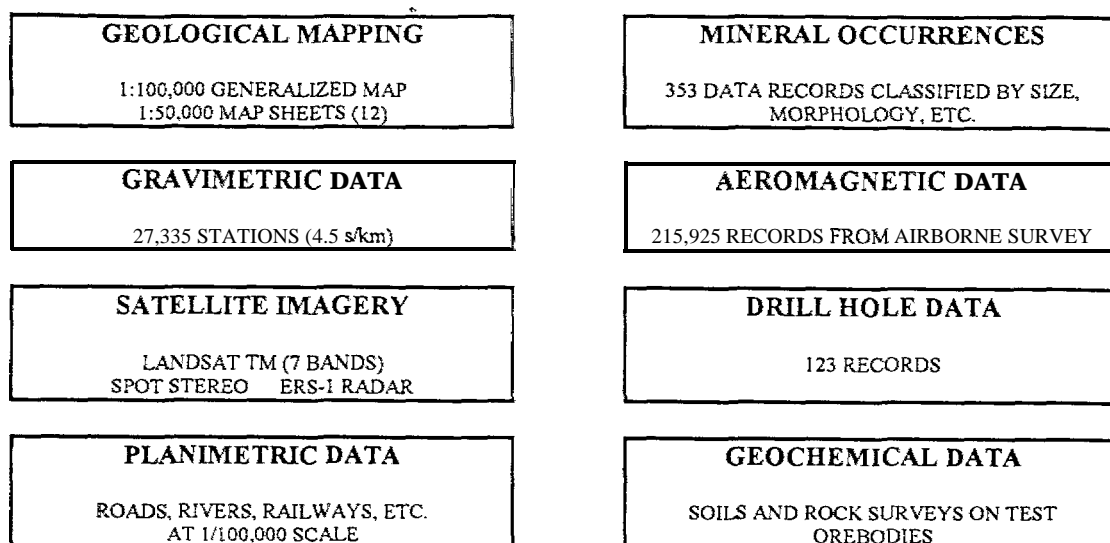 GEOLOGICAL MAPPING
1:100,000 GENERALIZED MAP
1:50,000 MAP SHEETS (12)
MINERAL OCCURRENCES
353 DATA RECORDS CLASSIFIED BY SIZE,
MORPHOLOGY, ETC.
GRAVIMETRIC DATA
27,335 STATIONS (4.5 s/km)
AEROMAGNETIC DATA
215,925 RECORDS FROM AIRBORNE SURVEY
SATELLITE IMAGERY
LANDSAT TM (7 BANDS)
SPOT STEREO ERS-1 RADAR
DRILL HOLE DATA
123 RECORDS
PLANIMETRIC DATA
ROADS, RIVERS, RAILWAYS, ETC.
AT 1/100,000 SCALE
GEOCHEMICAL DATA
SOILS AND ROCK SURVEYS ON TEST
OREBODIES